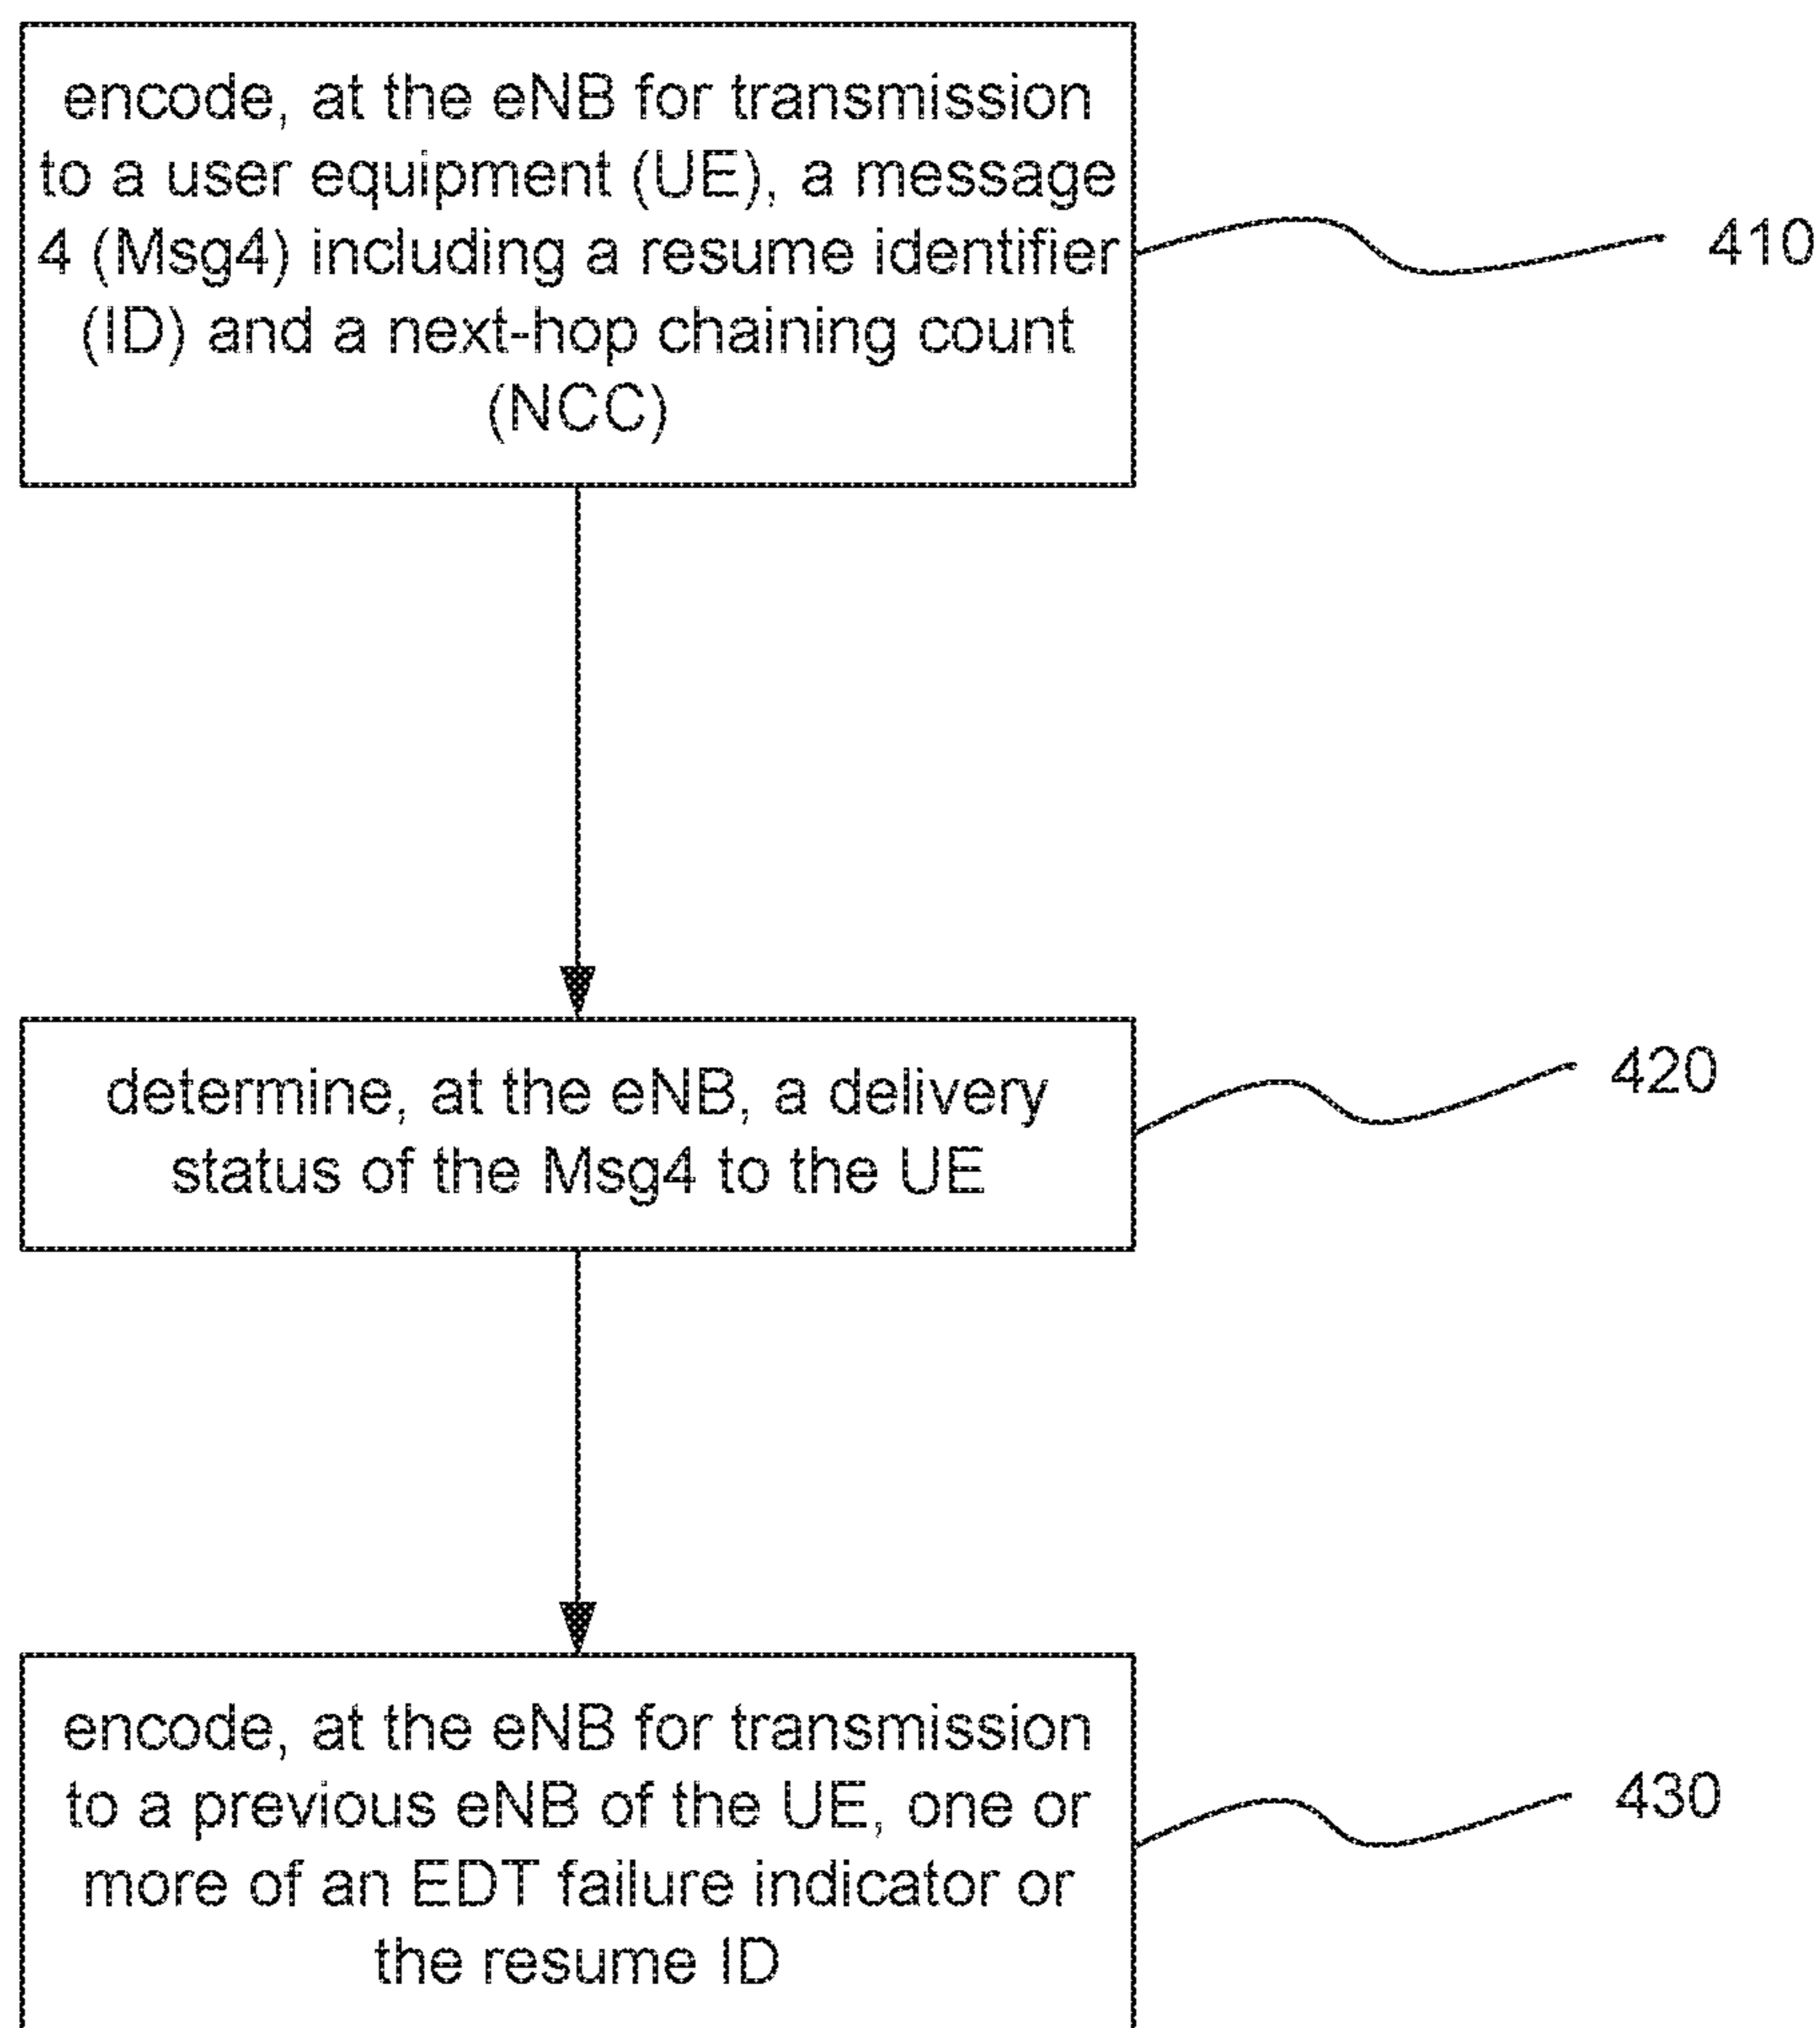 encode, at the eNB for transmission
to a user equipment (UE), a message
4 (Msg4) including a resume identifier
(ID) and a next-hop chaining count
(NCC)
410
determine, at the eNB, a delivery
status of the Msg4 to the UE
420
encode, at the eNB for transmission
to a previous eNB of the UE, one or
more of an EDT failure indicator or
the resume ID
430